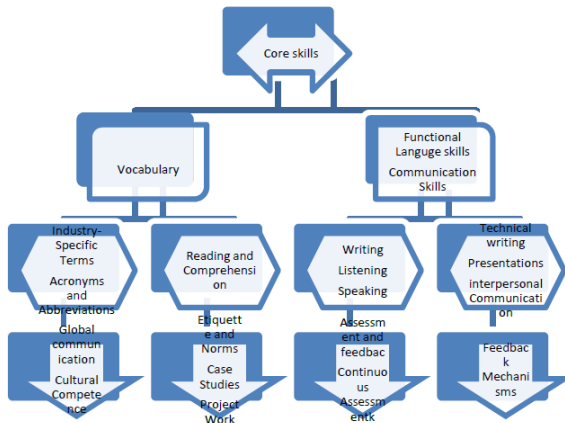 Core skills
Vocabulary
Functional
Languge skills
Communication
Skills
Industry-
Specific
Terms
Acronyms
and
Abbreviations
Reading and
Comprehensi
on
Writing
Listening
Speaking
Technical
writing
Presentations
interpersonal
Communicati
on
Global
commun
ication
Cultural
Compete
nce
Etiquett
e and
Norms
Case
Studies
Project
Work
Assessm
ent and
feedbac
k
Continuo
us
Assessmentk
Feedbac
k
Mechani
sms